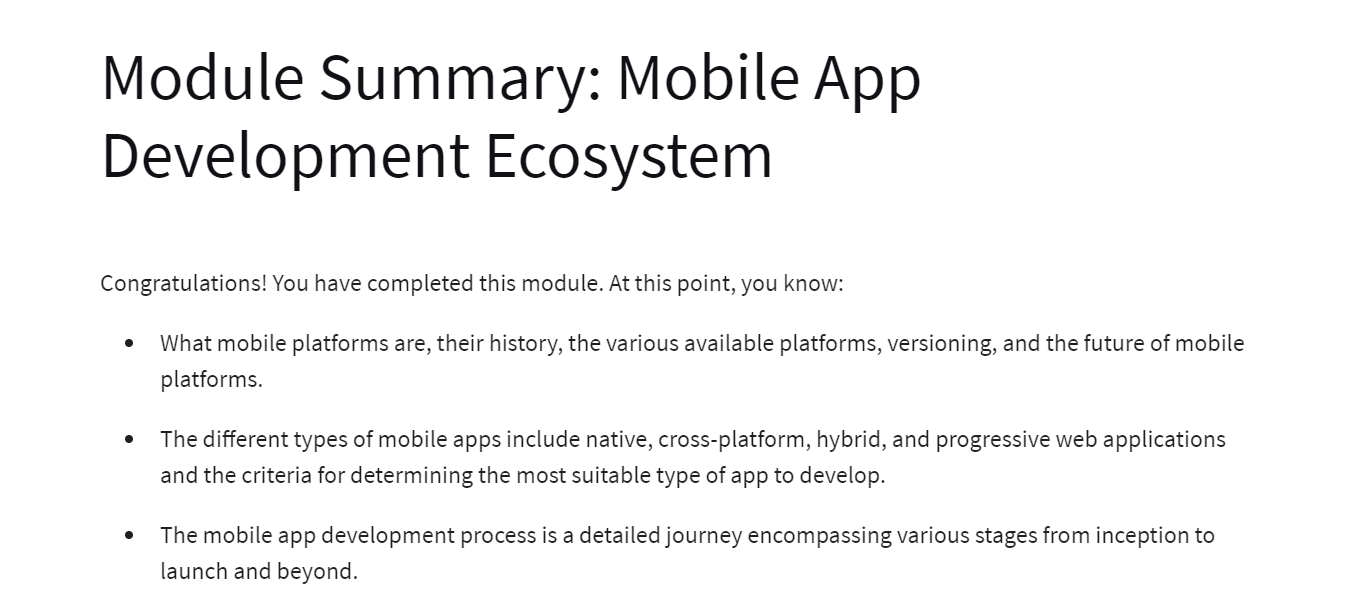 Module Summary: Mobile App
Development Ecosystem
Congratulations! You have completed this module. At this point, you know:
• What mobile platforms are, their history, the various available platforms, versioning, and the future of mobile
platforms.
• The different types of mobile apps include native, cross-platform, hybrid, and progressive web applications
and the criteria for determining the most suitable type of app to develop.
• The mobile app development process is a detailed journey encompassing various stages from inception to
launch and beyond.